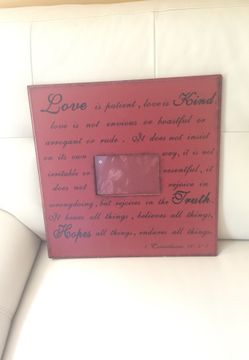 Love is patient, love is Kind
love is not envious or boastful or
arrogant or rude. It does not insist
on its own way, it is not
irritable or resentful, it
does not rejoice in
wrongdoing, but rejoices in the Truth.
It bears all things, believes all things,
Hopes all things, endures all things.
1 Corinthians